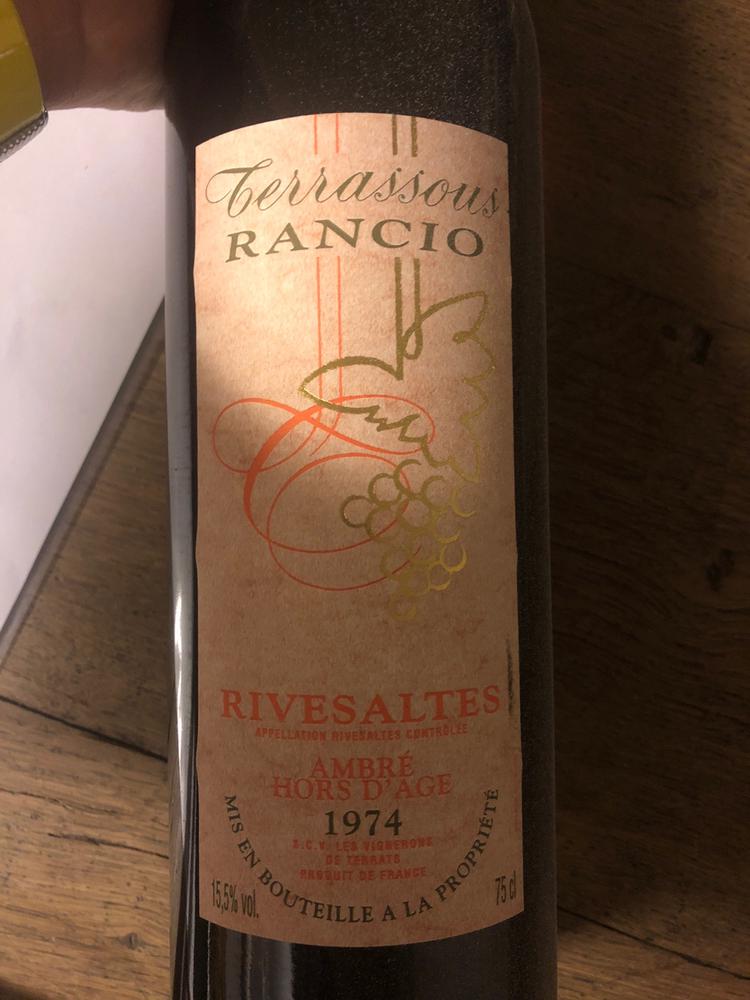 Terrassous
RANCIO
RIVESALTES
APPELLATION RIVESALTES CONTRÔLÉE
AMBRÉ
HORS D'AGE
1974
S.C.V. LES VIGNERONS
DE TERRATS
PRODUIT DE FRANCE
MIS EN BOUTEILLE A LA PROPRIÉTÉ
15,5% vol.
75 cl